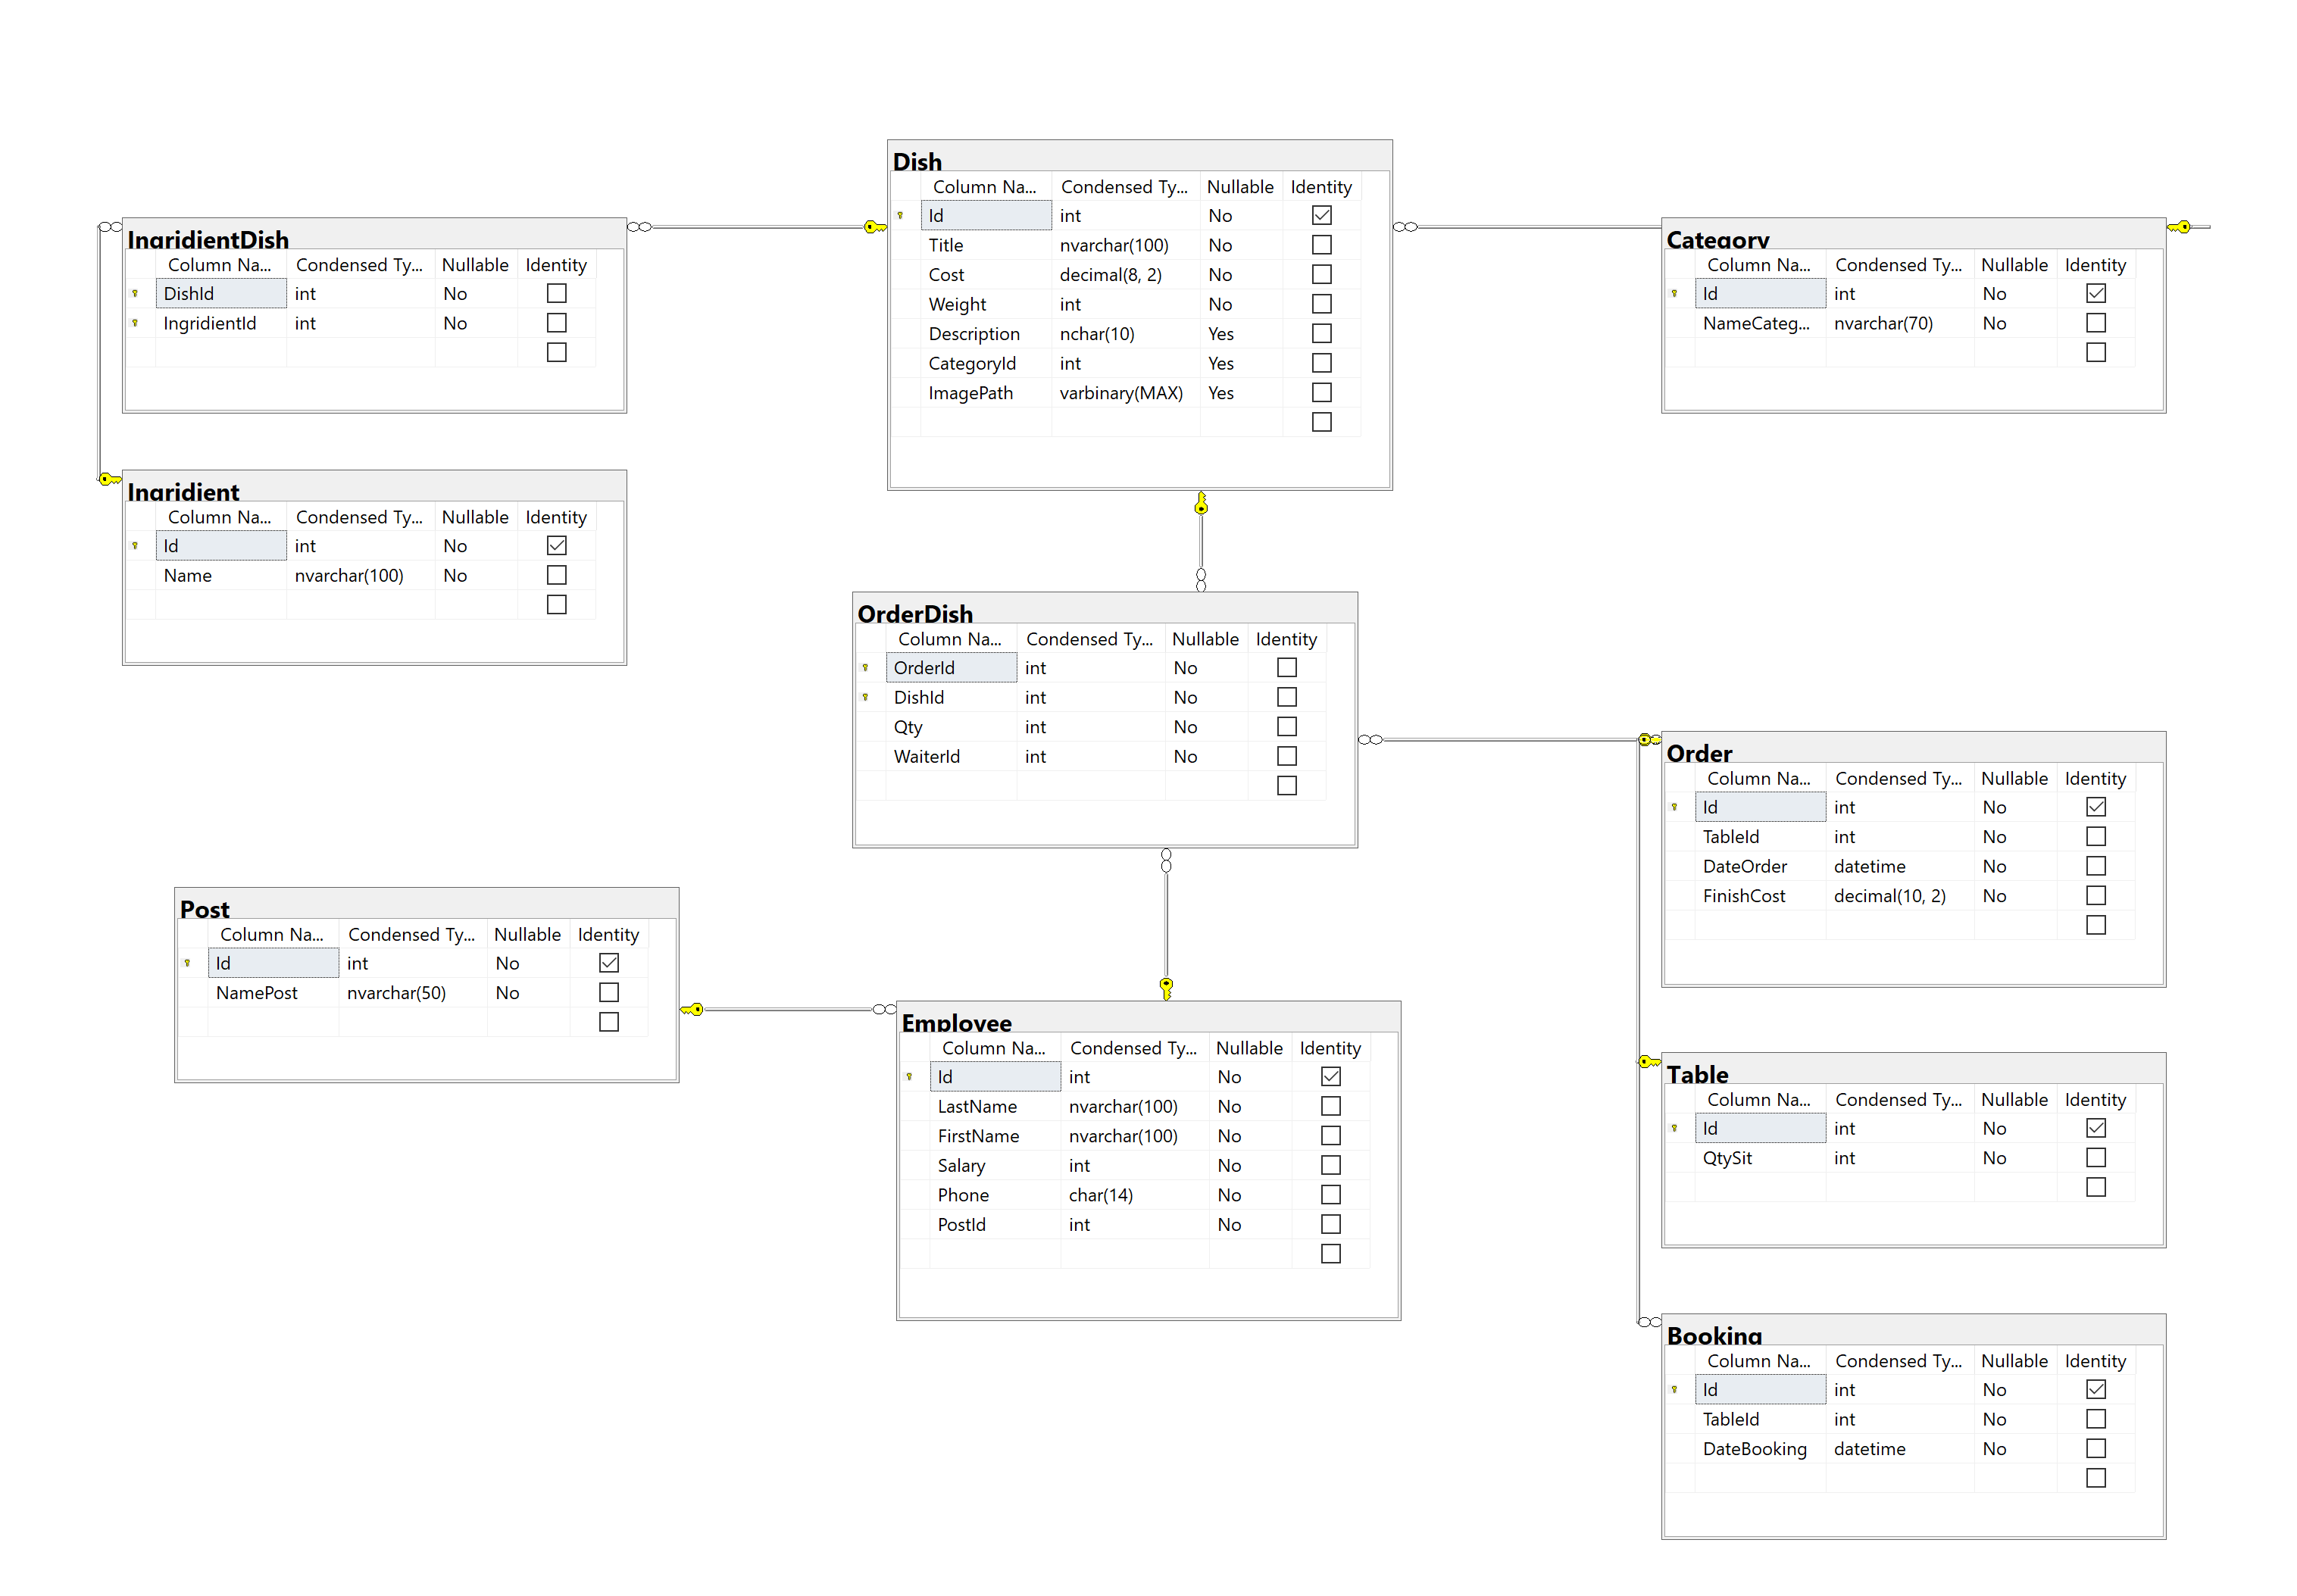 Dish
Column Na... Condensed Ty... Nullable Identity
Id int No
Title nvarchar(100) No
Cost decimal(8, 2) No
Weight int No
Description nchar(10) Yes
CategoryId int Yes
ImagePath varbinary(MAX) Yes
IngridientDish
Column Na... Condensed Ty... Nullable Identity
DishId int No
IngridientId int No
Category
Column Na... Condensed Ty... Nullable Identity
Id int No
NameCateg... nvarchar(70) No
Ingridient
Column Na... Condensed Ty... Nullable Identity
Id int No
Name nvarchar(100) No
OrderDish
Column Na... Condensed Ty... Nullable Identity
OrderId int No
DishId int No
Qty int No
WaiterId int No
Order
Column Na... Condensed Ty... Nullable Identity
Id int No
TableId int No
DateOrder datetime No
FinishCost decimal(10, 2) No
Post
Column Na... Condensed Ty... Nullable Identity
Id int No
NamePost nvarchar(50) No
Employee
Column Na... Condensed Ty... Nullable Identity
Id int No
LastName nvarchar(100) No
FirstName nvarchar(100) No
Salary int No
Phone char(14) No
PostId int No
Table
Column Na... Condensed Ty... Nullable Identity
Id int No
QtySit int No
Booking
Column Na... Condensed Ty... Nullable Identity
Id int No
TableId int No
DateBooking datetime No